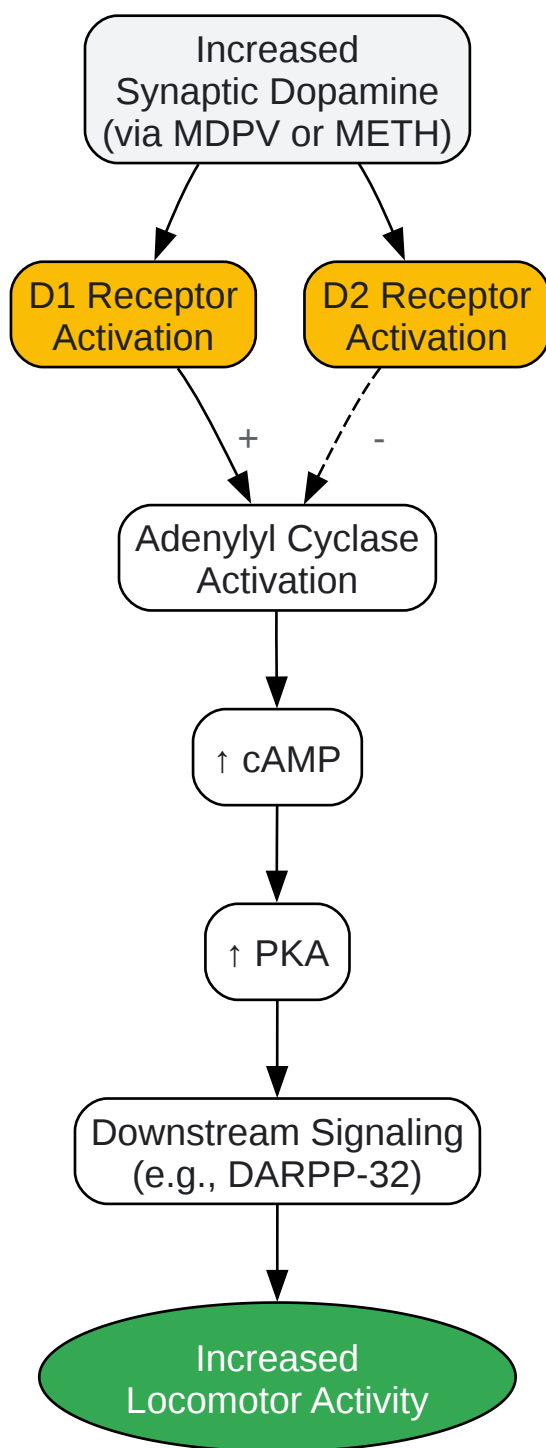 Increased
Synaptic Dopamine
(via MDPV or METH)
D1 Receptor
Activation
D2 Receptor
Activation
+
-
Adenylyl Cyclase
Activation
↑ cAMP
↑ PKA
Downstream Signaling
(e.g., DARPP-32)
Increased
Locomotor Activity